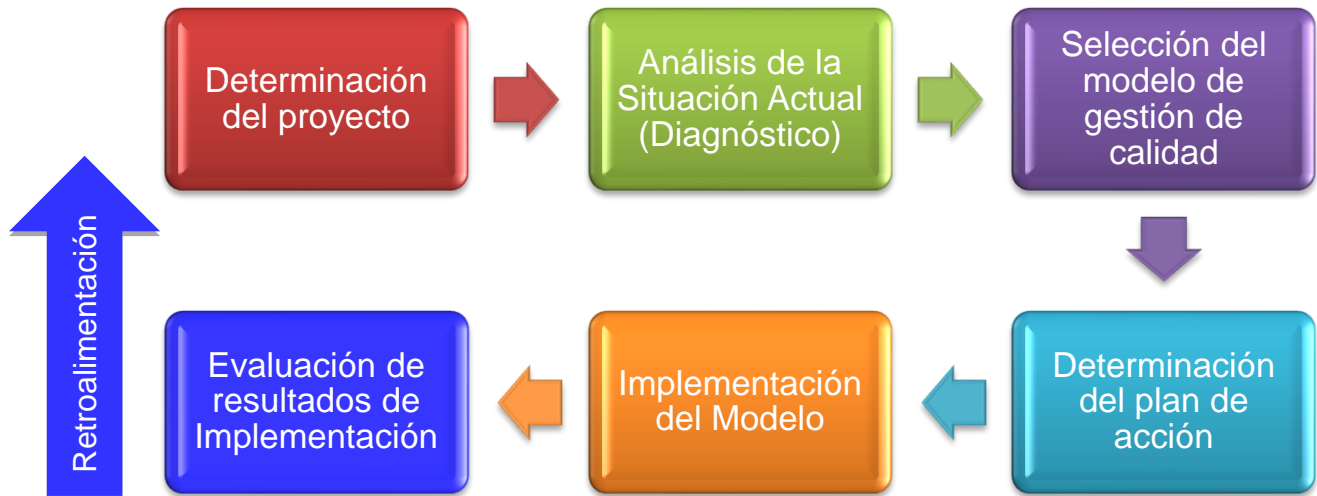 Determinación
del proyecto
Análisis de la
Situación Actual
(Diagnóstico)
Selección del
modelo de
gestión de
calidad
Determinación
del plan de
acción
Implementación
del Modelo
Evaluación de
resultados de
Implementación
Retroalimentación